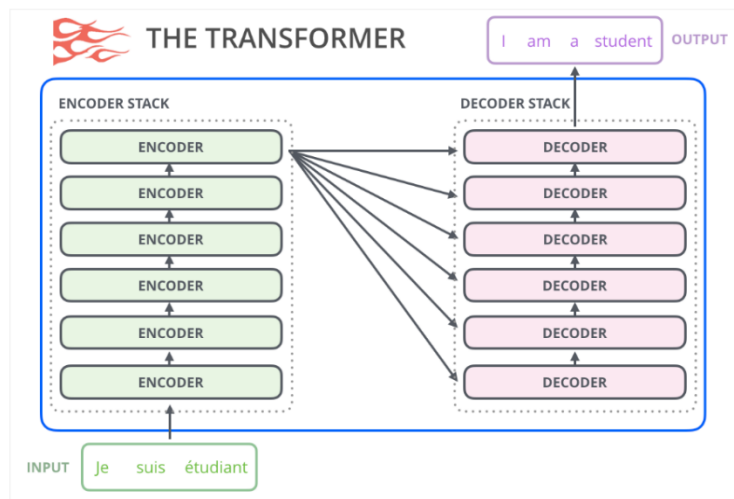 THE TRANSFORMER
I am a student
OUTPUT
ENCODER STACK
ENCODER
ENCODER
ENCODER
ENCODER
ENCODER
ENCODER
DECODER STACK
DECODER
DECODER
DECODER
DECODER
DECODER
DECODER
INPUT
Je suis étudiant